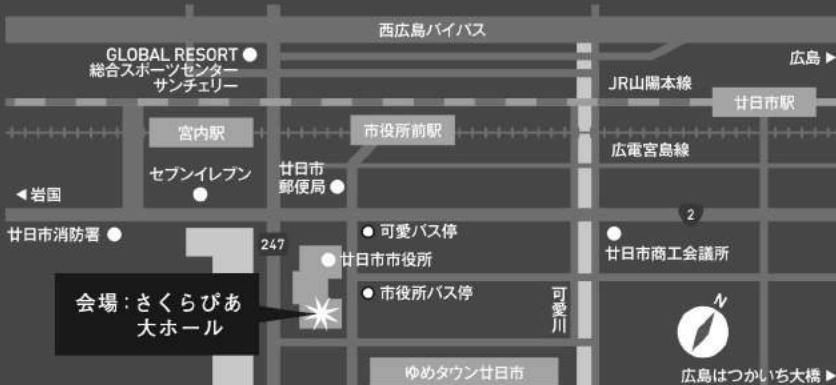 西広島バイパス
GLOBAL RESORT
総合スポーツセンター
サンチェリー
広島▶
JR山陽本線
廿日市駅
宮内駅
市役所前駅
広電宮島線
セブンイレブン
廿日市
郵便局
◀岩国
2
廿日市消防署
247
可愛バス停
廿日市商工会議所
廿日市市役所
会場:さくらぴあ
大ホール
市役所バス停
可愛川
N
ゆめタウン廿日市
広島はつかいち大橋▶